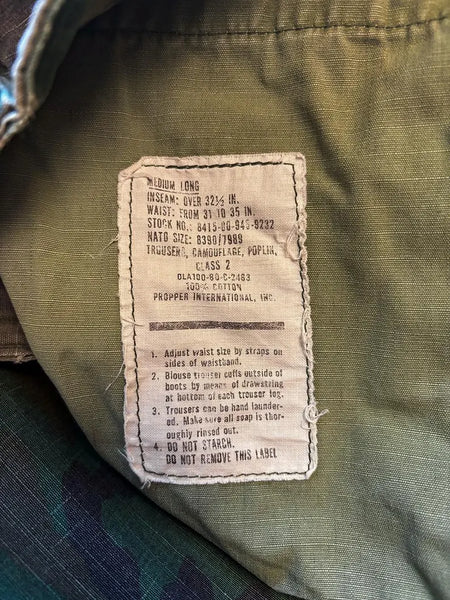 MEDIUM LONG
INSEAM: OVER 32½ IN.
WAIST: FROM 31 TO 35 IN.
STOCK NO.: 8415-00-945-9232
NATO SIZE: 8390/7989
TROUSERS, CAMOUFLAGE, POPLIN,
CLASS 2
DLA100-80-C-2463
100% COTTON
PROPPER INTERNATIONAL, INC.
1. Adjust waist size by straps on
sides of waistband.
2. Blouse trouser cuffs outside of
boots by means of drawstring
at bottom of each trouser leg.
3. Trousers can be hand launder-
ed. Make sure all soap is thor-
oughly rinsed out.
4. DO NOT STARCH.
DO NOT REMOVE THIS LABEL